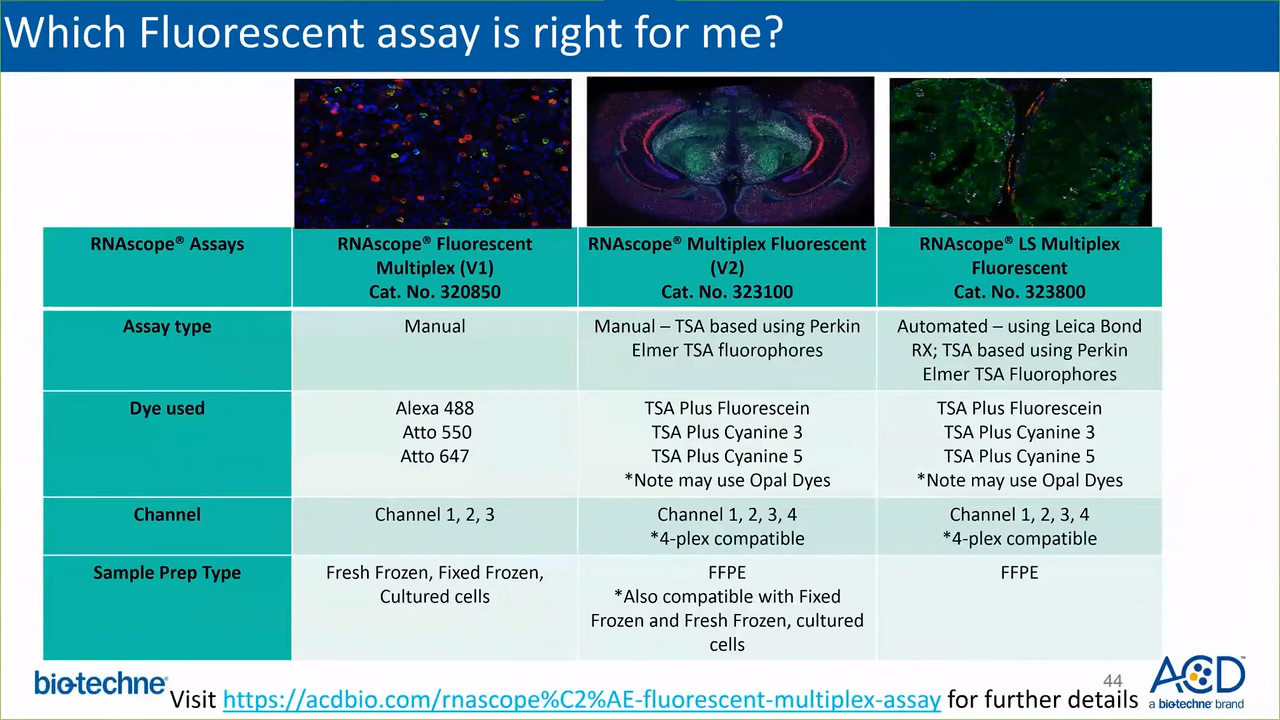 Which Fluorescent assay is right for me?
RNAscope® Assays
RNAscope® Fluorescent
Multiplex (V1)
Cat. No. 320850
RNAscope® Multiplex Fluorescent
(V2)
Cat. No. 323100
RNAscope® LS Multiplex
Fluorescent
Cat. No. 323800
Assay type
Manual
Manual – TSA based using Perkin
Elmer TSA fluorophores
Automated – using Leica Bond
RX; TSA based using Perkin
Elmer TSA Fluorophores
Dye used
Alexa 488
Atto 550
Atto 647
TSA Plus Fluorescein
TSA Plus Cyanine 3
TSA Plus Cyanine 5
*Note may use Opal Dyes
TSA Plus Fluorescein
TSA Plus Cyanine 3
TSA Plus Cyanine 5
*Note may use Opal Dyes
Channel
Channel 1, 2, 3
Channel 1, 2, 3, 4
*4-plex compatible
Channel 1, 2, 3, 4
*4-plex compatible
Sample Prep Type
Fresh Frozen, Fixed Frozen,
Cultured cells
FFPE
*Also compatible with Fixed
Frozen and Fresh Frozen, cultured
cells
FFPE
bio-techne®
Visit https://acdbio.com/rnascope%C2%AE-fluorescent-multiplex-assay for further details
44
ACD™
a bio-techne brand